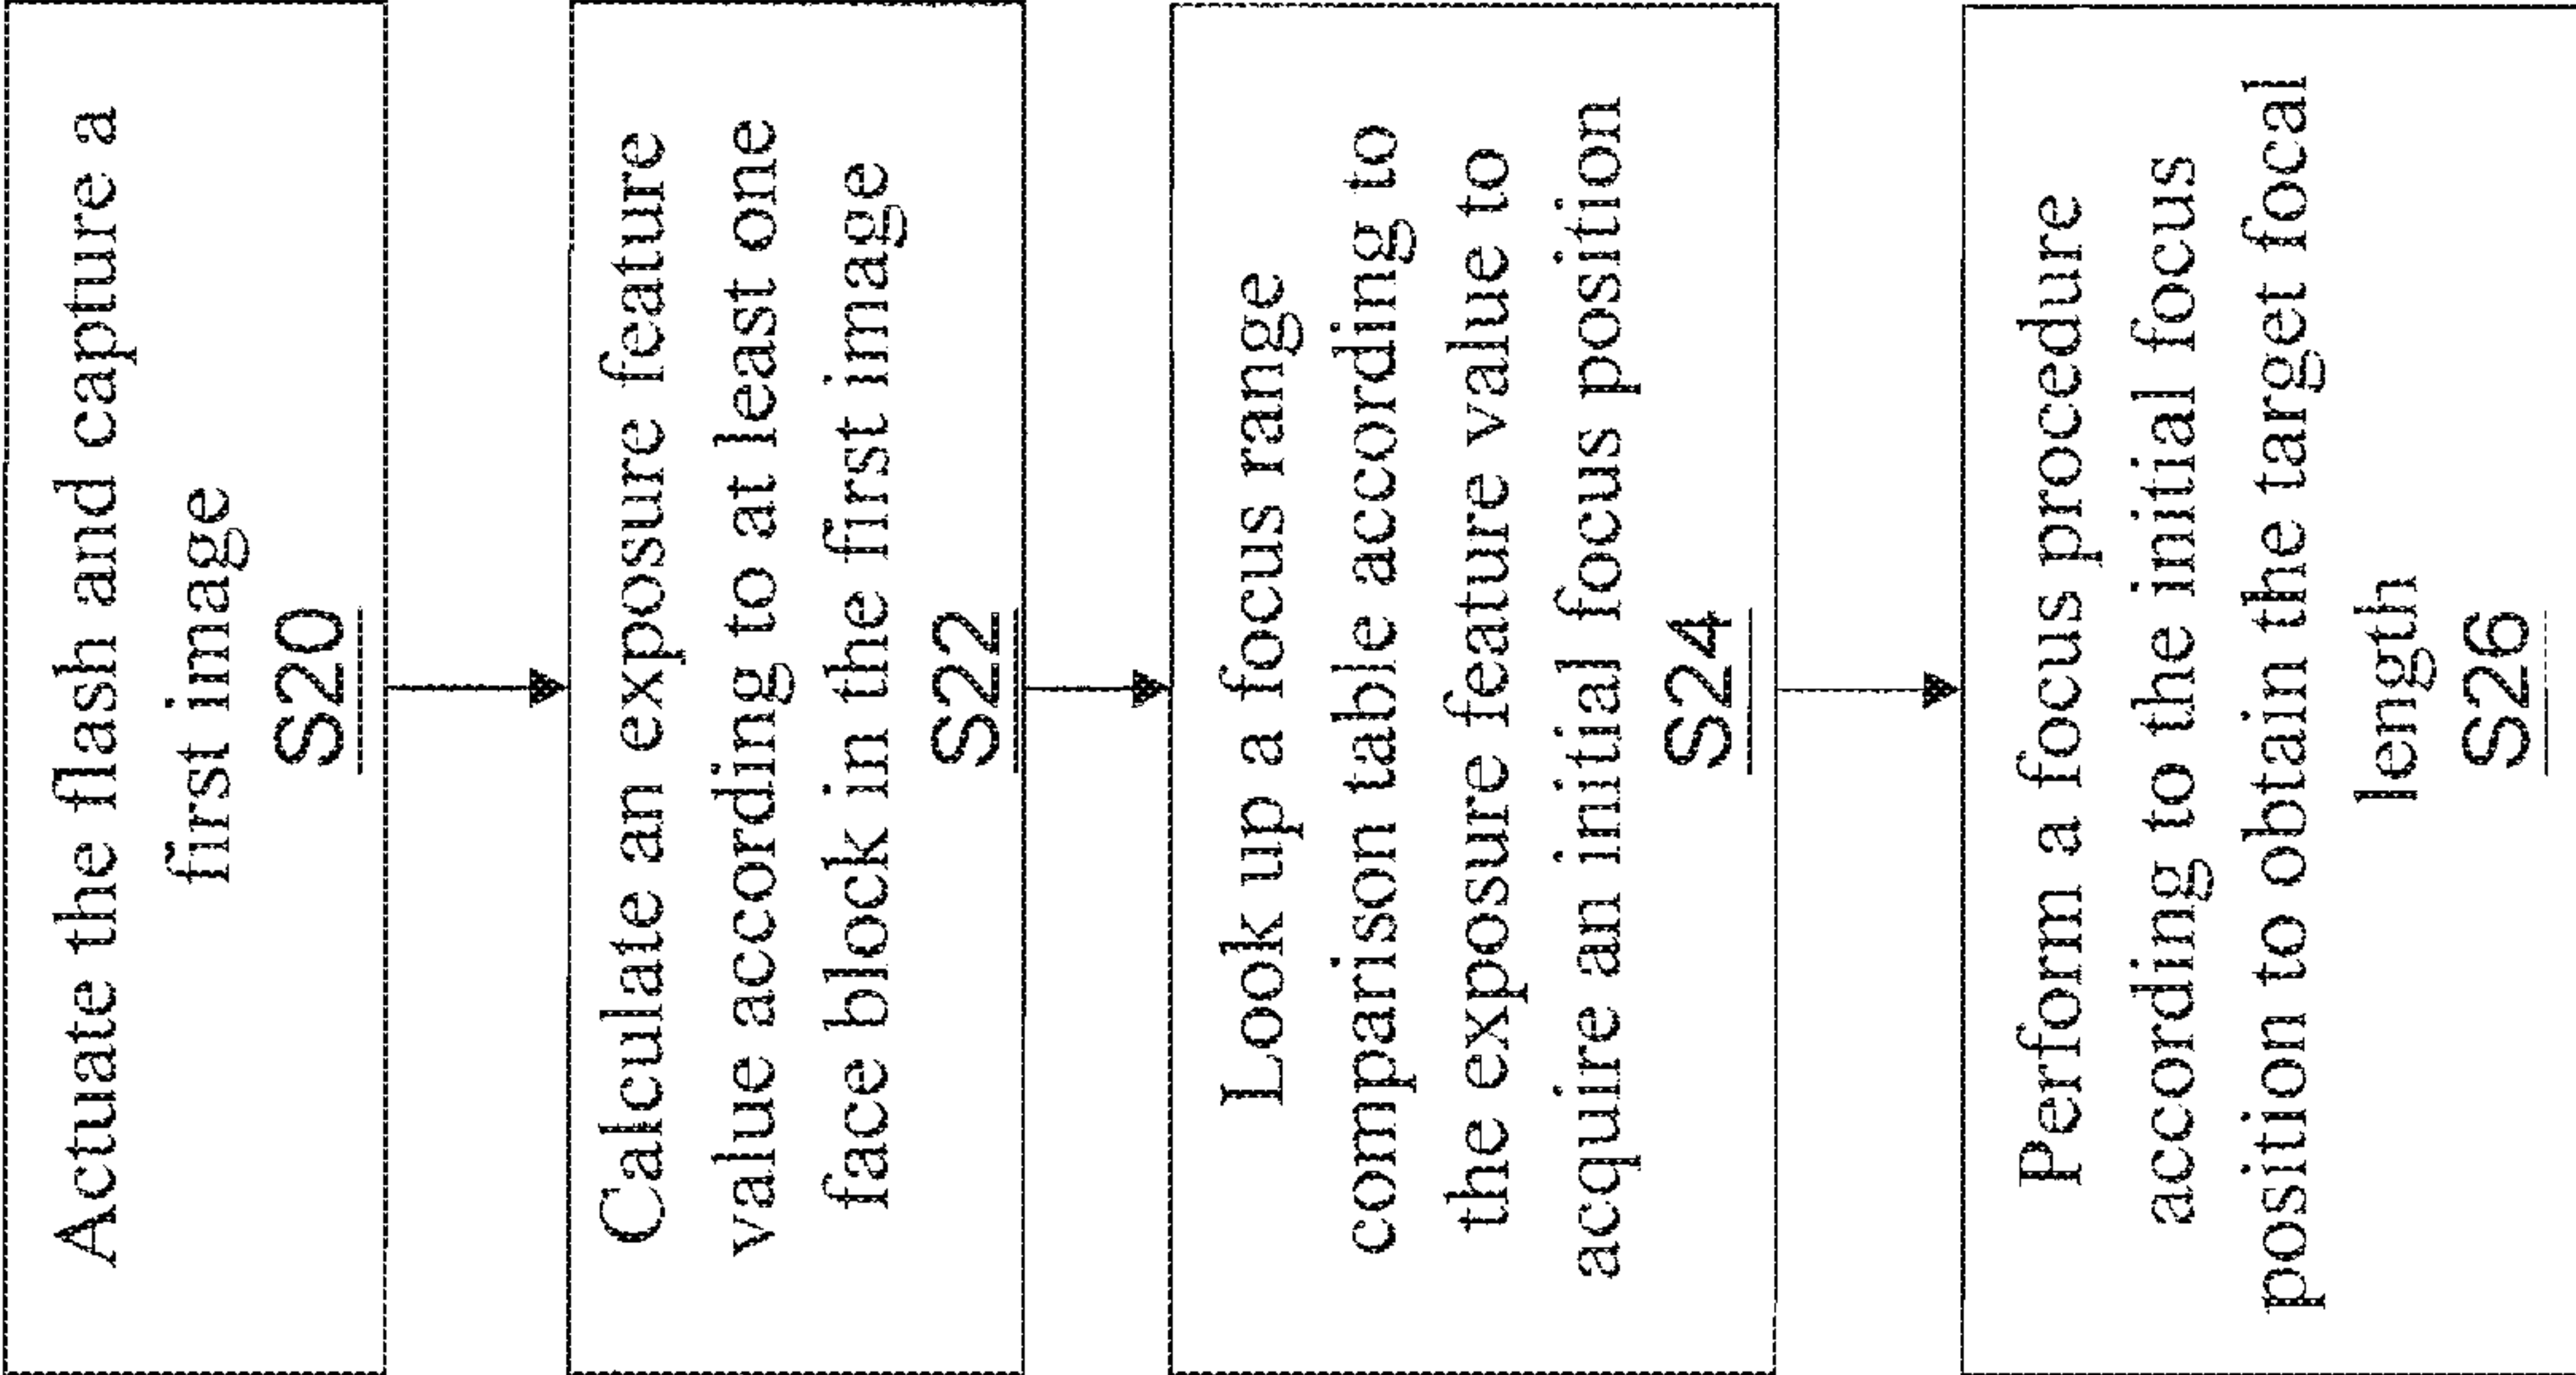 Actuate the flash and capture a
first image
S20
Calculate an exposure feature
value according to at least one
face block in the first image
S22
Look up a focus range
comparison table according to
the exposure feature value to
acquire an initial focus position
S24
Perform a focus procedure
according to the initial focus
position to obtain the target focal
length
S26